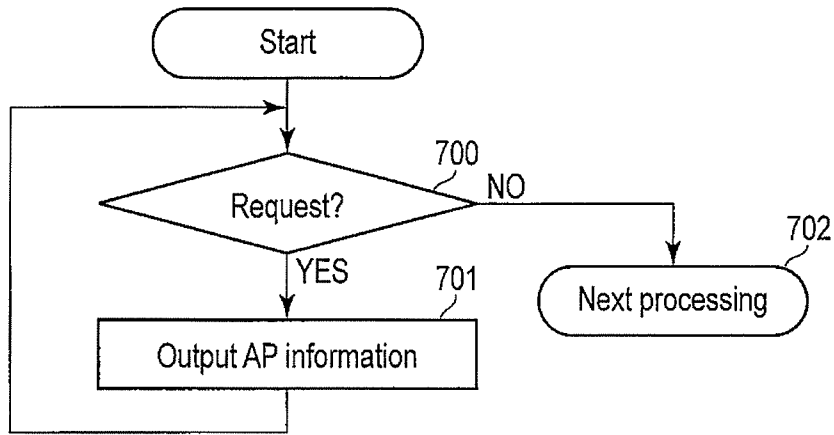 Start
700
Request?
NO
702
YES
Next processing
701
Output AP information